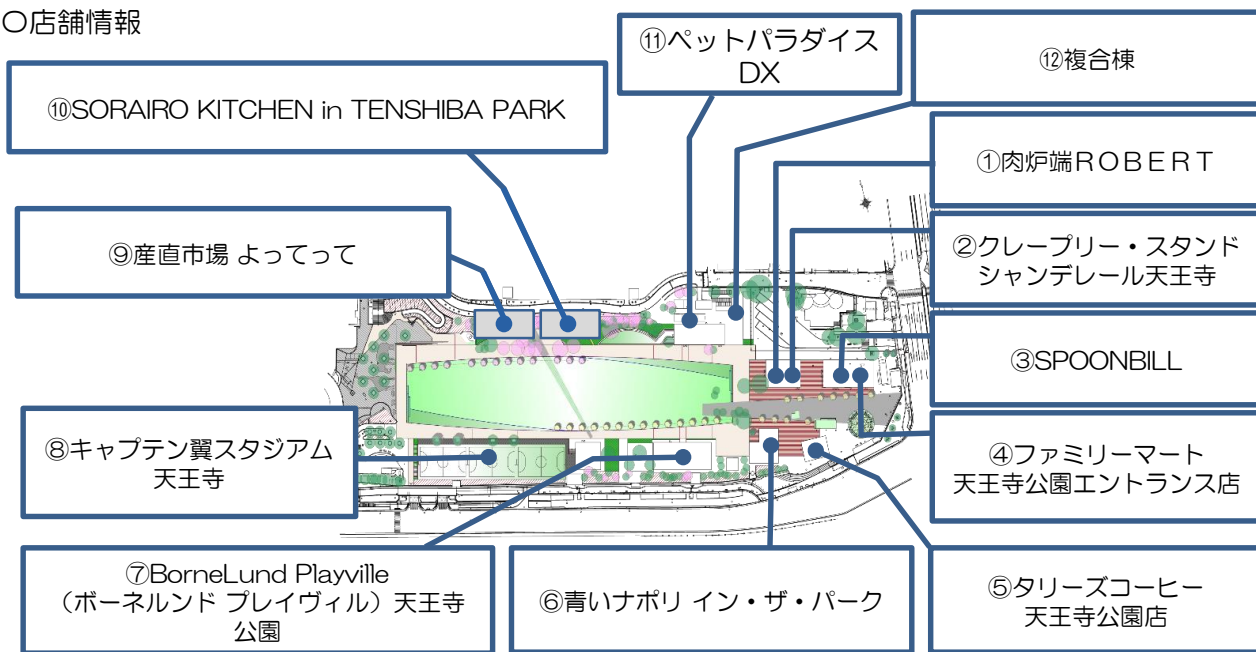 〇店舗情報
⑪ペットパラダイス
DX
⑫複合棟
⑩SORAIRO KITCHEN in TENSHIBA PARK
①肉炉端ROBERT
②クレープリー・スタンド
シャンデレール天王寺
⑨産直市場 よってって
③SPOONBILL
⑧キャプテン翼スタジアム
天王寺
④ファミリーマート
天王寺公園エントランス店
⑦BorneLund Playville
（ボーネルンド プレイヴィル）天王寺
公園
⑥青いナポリ イン・ザ・パーク
⑤タリーズコーヒー
天王寺公園店